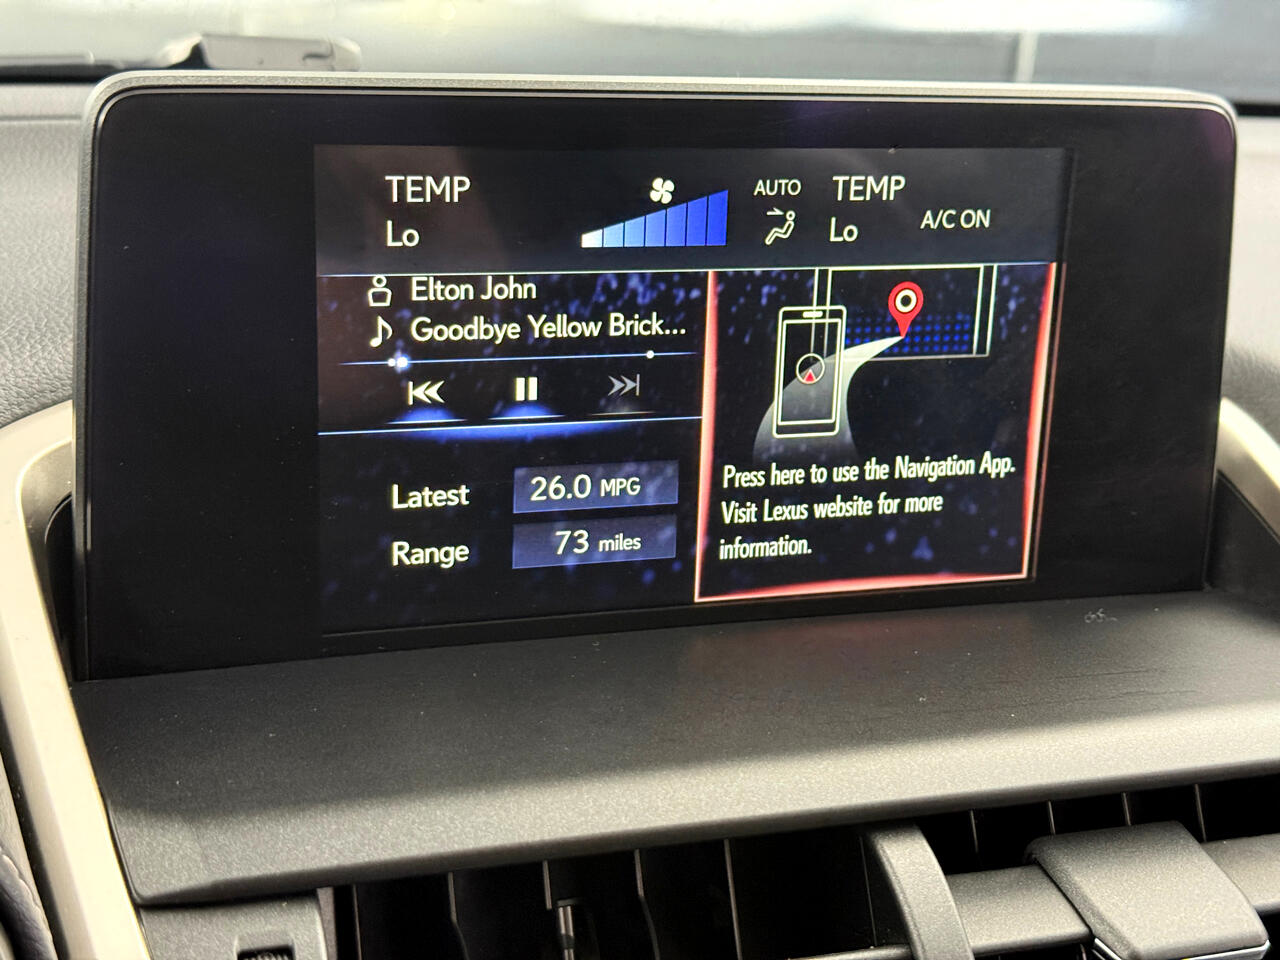 TEMP
Lo
AUTO
TEMP
Lo
A/C ON
Elton John
Goodbye Yellow Brick...
Latest
26.0 MPG
Range
73 miles
Press here to use the Navigation App.
Visit Lexus website for more
information.